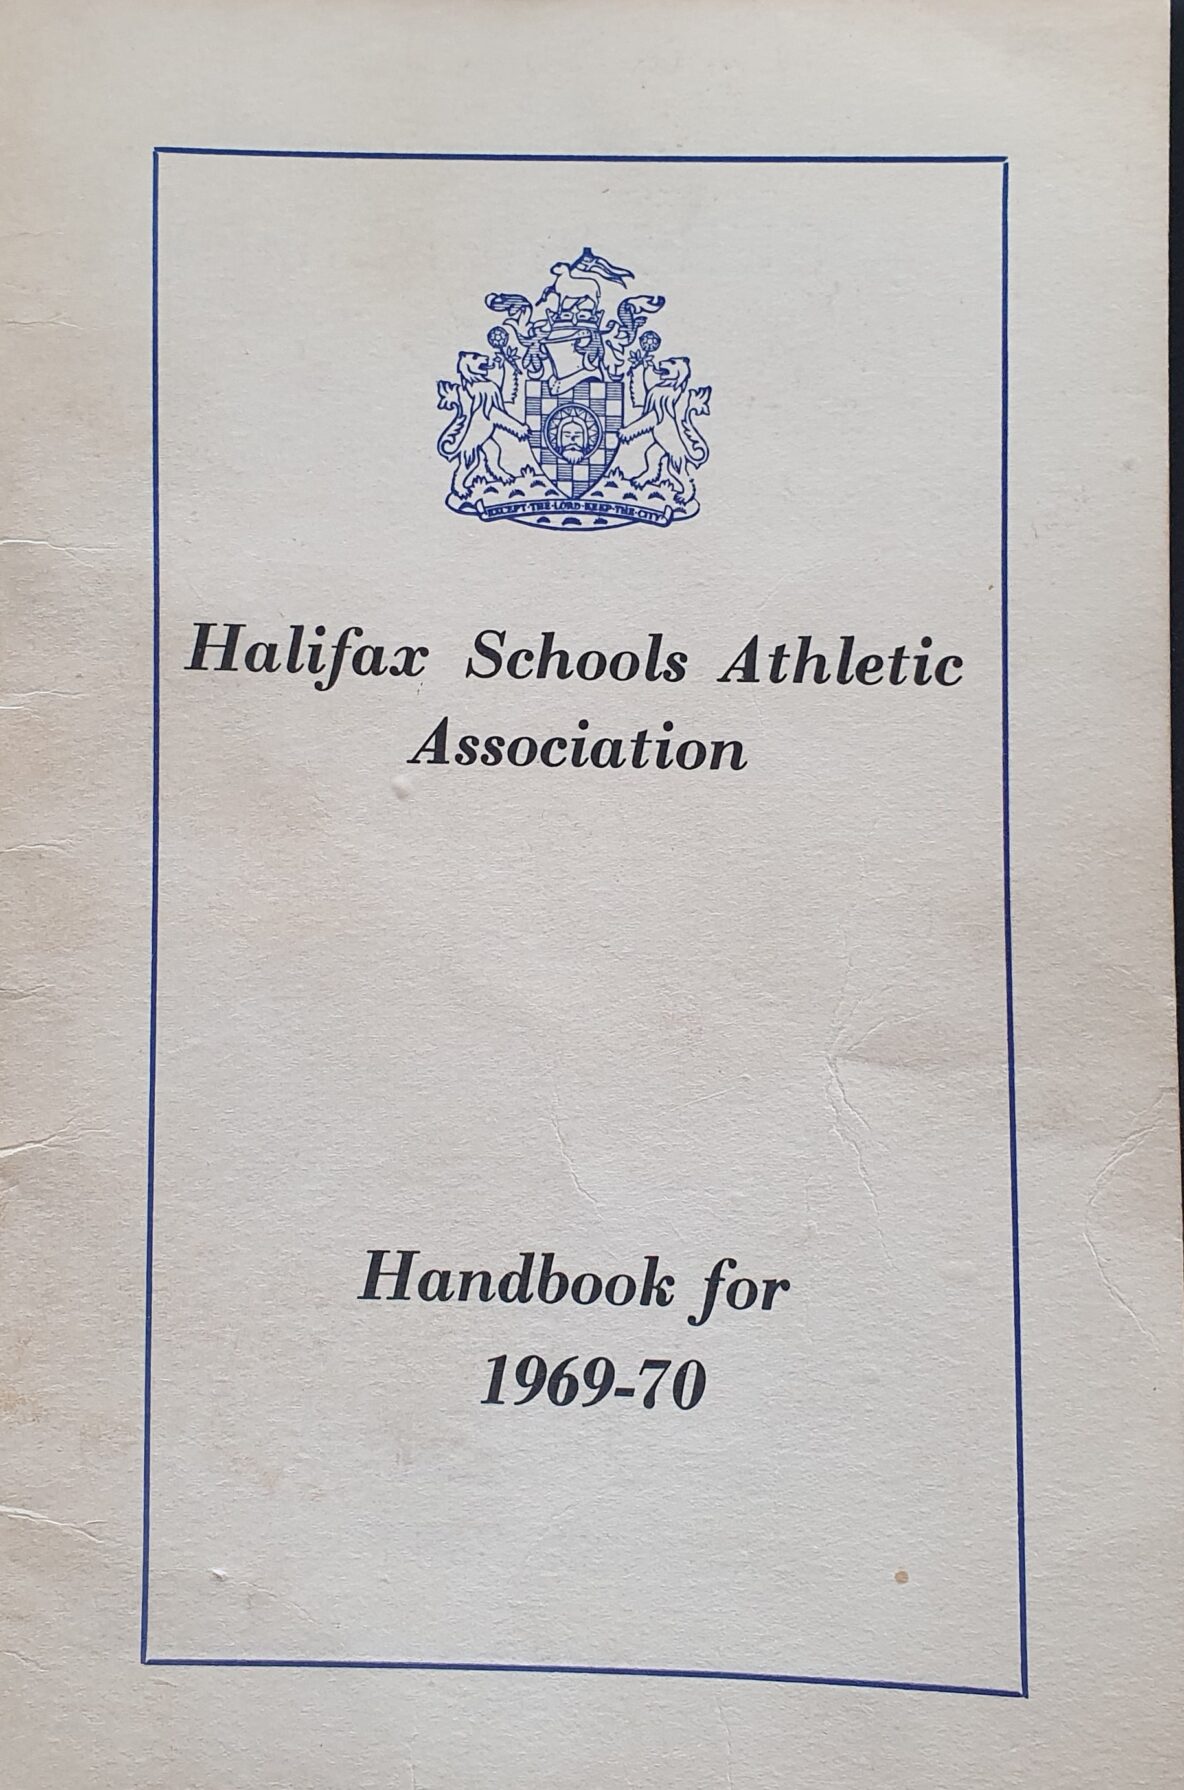 EXCEPT·THE·LORD·KEEP·THE·CITY
Halifax Schools Athletic
Association
Handbook for
1969-70